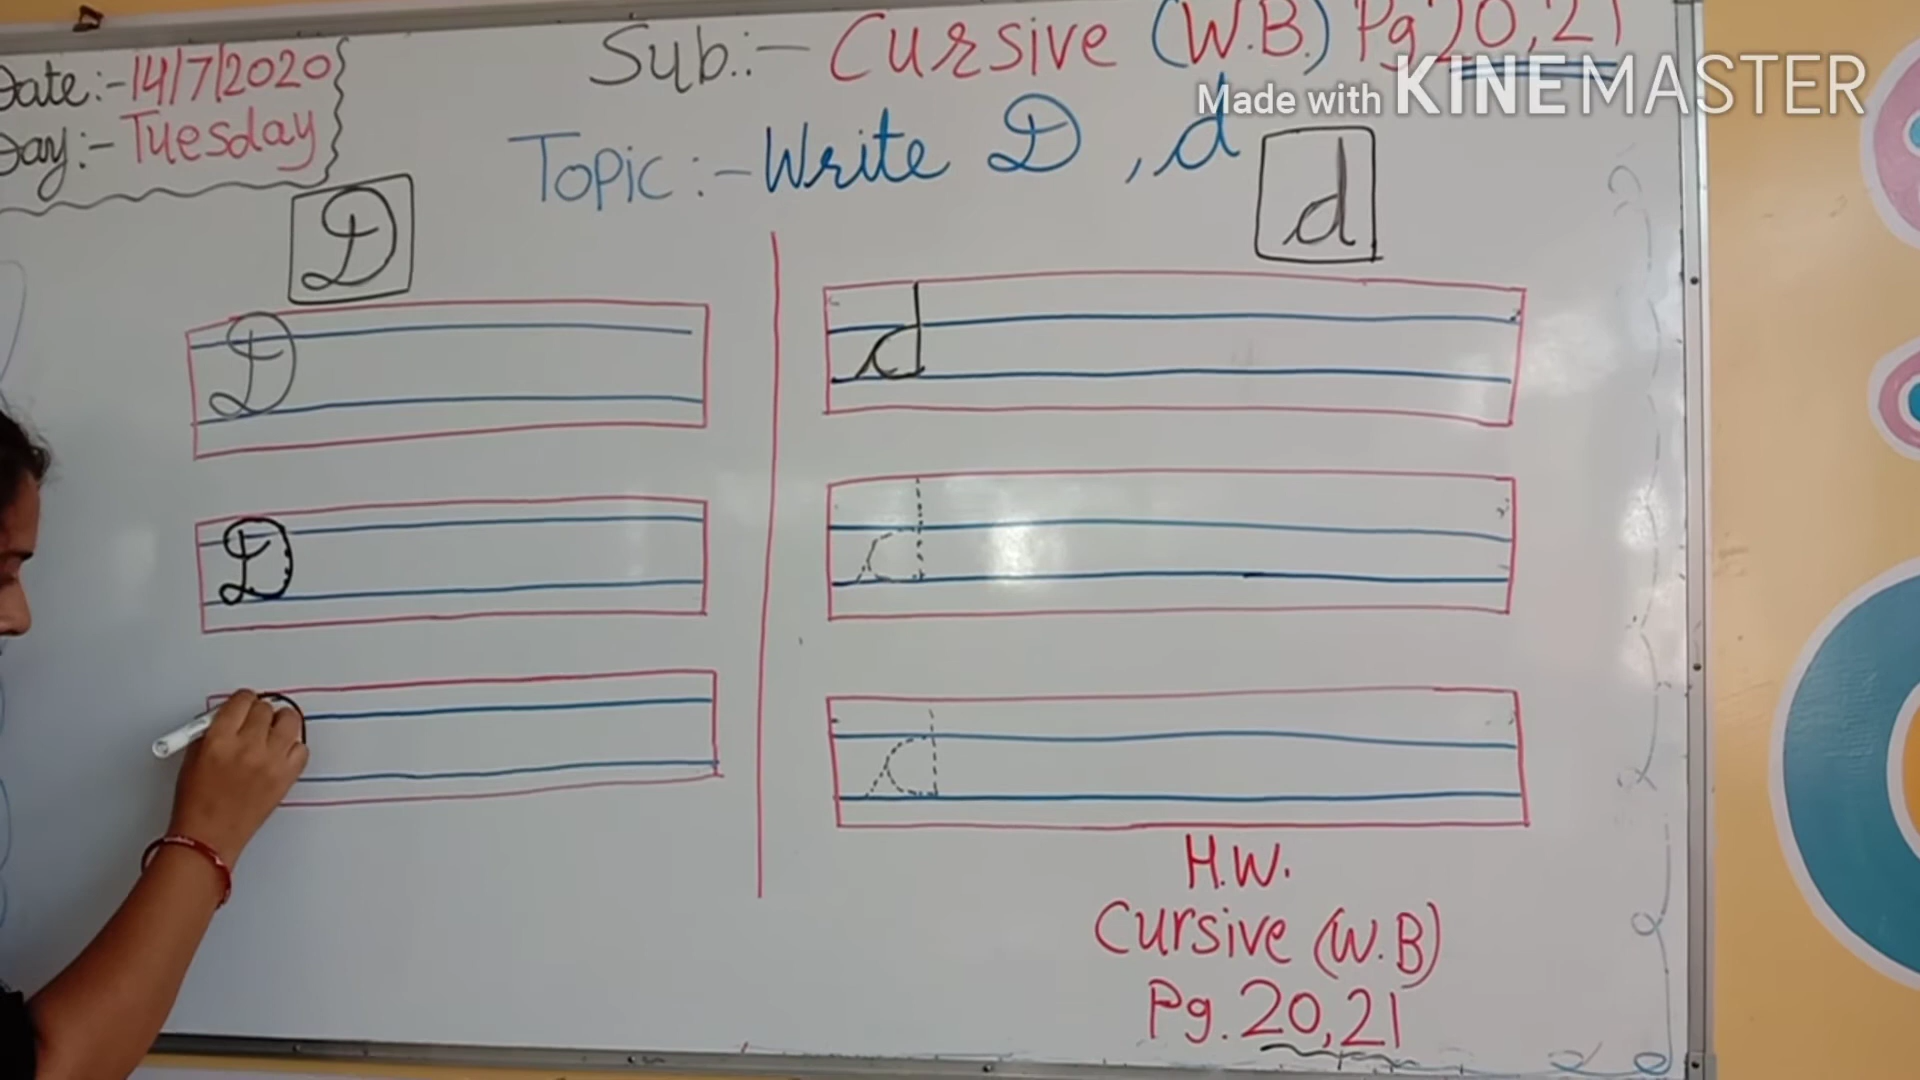 Date:-14/7/2020
Day:-Tuesday
Sub.:- Cursive (W.B.) Pg 20,21
Made with KINEMASTER
Topic:-Write D, d
D
d
D
d
D
d
d
H.W.
Cursive (W.B)
Pg. 20,21